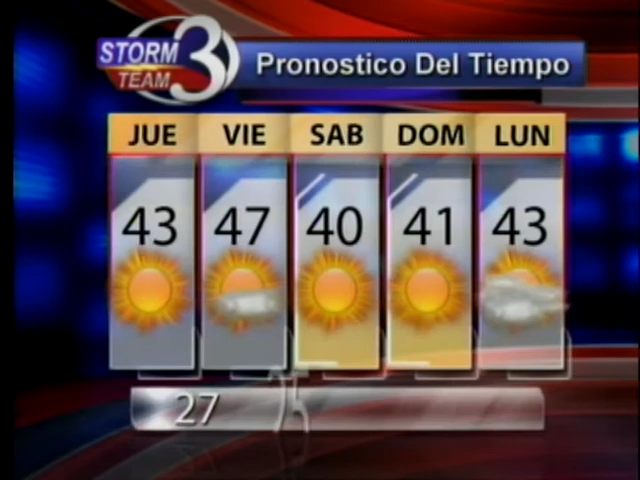 STORM 3
TEAM
Pronostico Del Tiempo
JUE VIE SAB DOM LUN
43 47 40 41 43
27